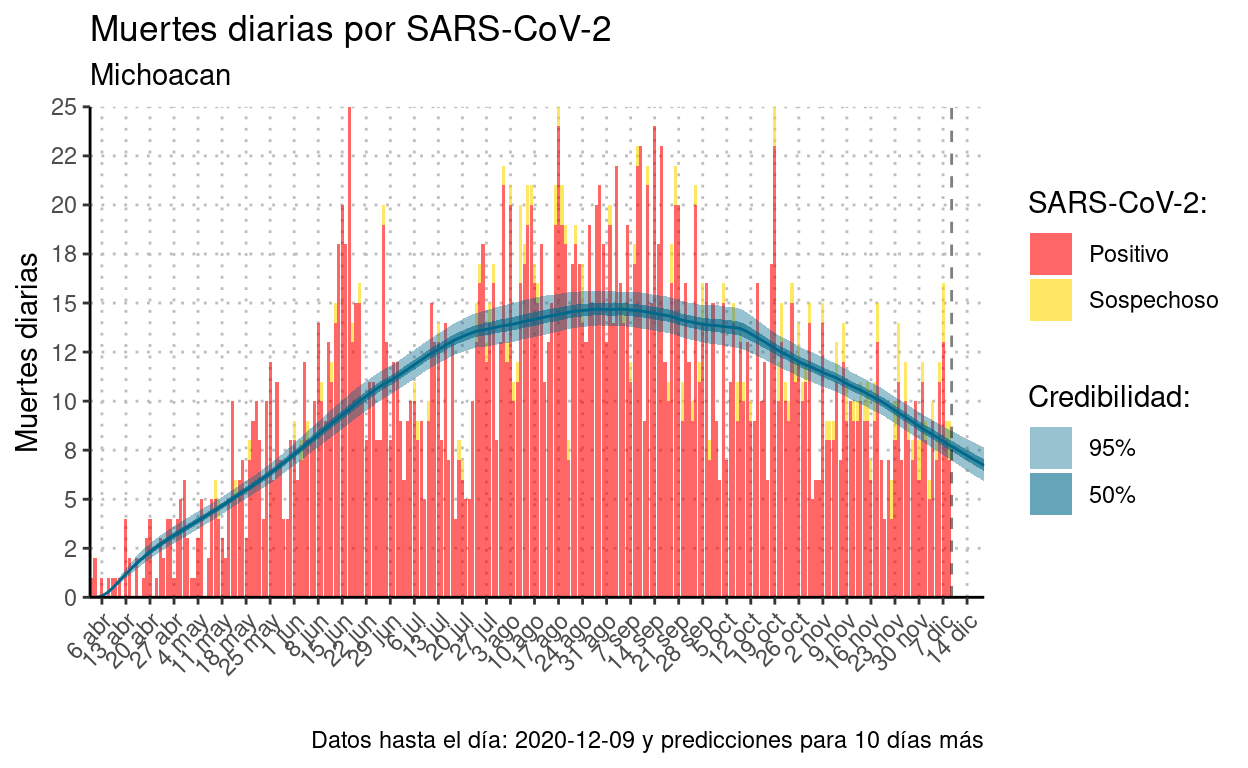 Muertes diarias por SARS-CoV-2
Michoacan
Muertes diarias
25
22
20
18
15
12
10
8
5
2
0
6 abr
13 abr
20 abr
27 abr
4 may
11 may
18 may
25 may
1 jun
8 jun
15 jun
22 jun
29 jun
6 jul
13 jul
20 jul
27 jul
3 ago
10 ago
17 ago
24 ago
31 ago
7 sep
14 sep
21 sep
28 sep
5 oct
12 oct
19 oct
26 oct
2 nov
9 nov
16 nov
23 nov
30 nov
7 dic
14 dic
SARS-CoV-2:
Positivo
Sospechoso
Credibilidad:
95%
50%
Datos hasta el día: 2020-12-09 y predicciones para 10 días más